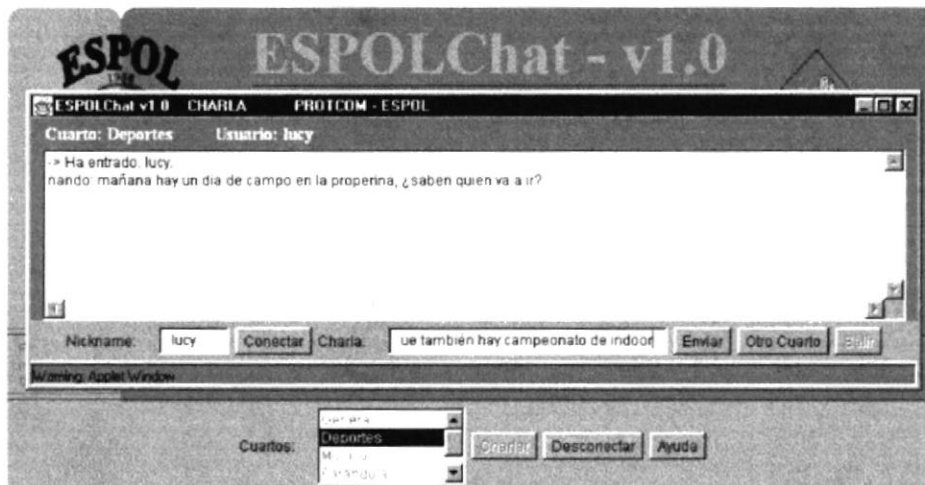 ESPOL
ESPOLChat - v1.0
ESPOLChat v1.0 CHARLA PROTCOM - ESPOL
Cuarto: Deportes Usuario: lucy
-> Ha entrado: lucy.
nando: mañana hay un dia de campo en la properina, ¿saben quien va a ir?
Nickname: lucy Conectar Charla: ue también hay campeonato de indoor Enviar Otro Cuarto Salir
Warning: Applet Window
Deportes
Cuartos: Charlar Desconectar Ayuda
Farándula